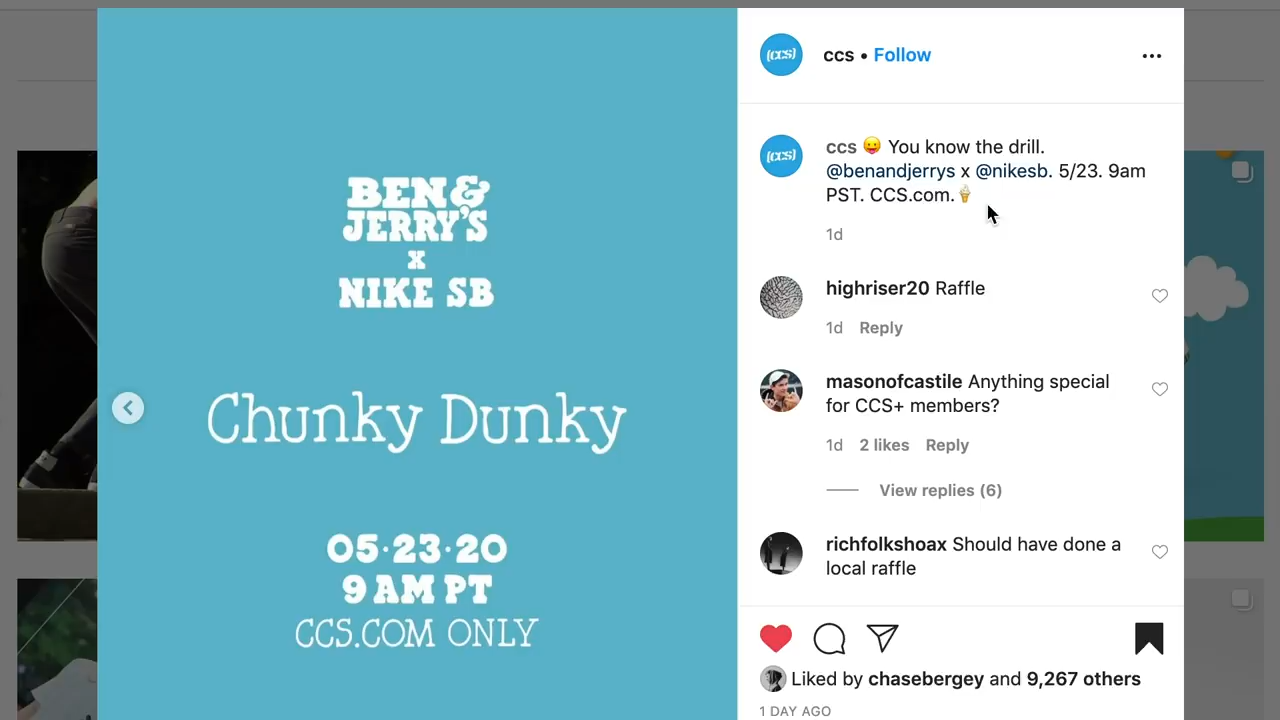 BEN &
JERRY'S
X
NIKE SB
Chunky Dunky
05·23·20
9 AM PT
CCS.COM ONLY
(ccs)
ccs • Follow
(ccs)
ccs 😛 You know the drill.
@benandjerrys x @nikesb. 5/23. 9am
PST. CCS.com.🍦
1d
highriser20 Raffle
1d Reply
masonofcastile Anything special
for CCS+ members?
1d 2 likes Reply
View replies (6)
richfolkshoax Should have done a
local raffle
Liked by chasebergey and 9,267 others
1 DAY AGO